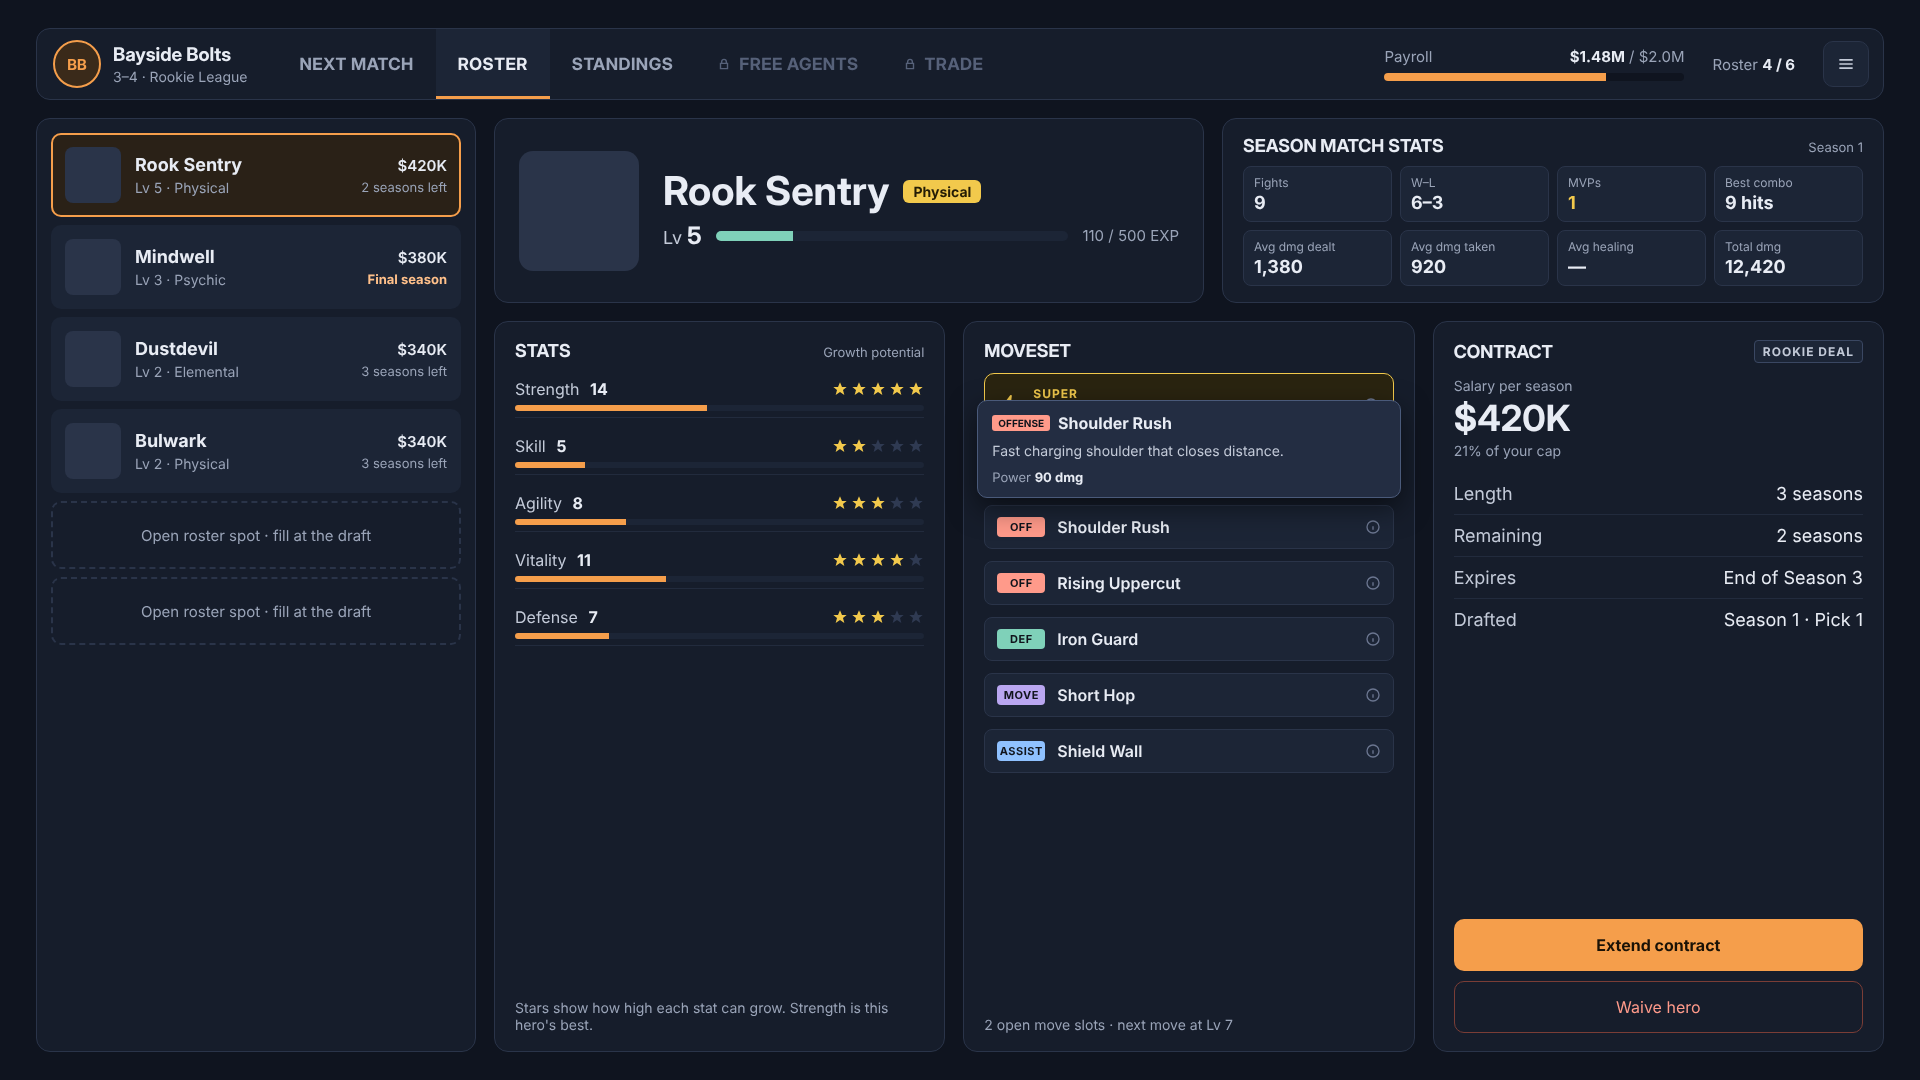 BB
Bayside Bolts
3–4 · Rookie League
NEXT MATCH
ROSTER
STANDINGS
FREE AGENTS
TRADE
Payroll
$1.48M / $2.0M
Roster 4 / 6
Rook Sentry
$420K
Lv 5 · Physical
2 seasons left
Mindwell
$380K
Lv 3 · Psychic
Final season
Dustdevil
$340K
Lv 2 · Elemental
3 seasons left
Bulwark
$340K
Lv 2 · Physical
3 seasons left
Open roster spot · fill at the draft
Open roster spot · fill at the draft
Rook Sentry
Physical
Lv 5
110 / 500 EXP
SEASON MATCH STATS
Season 1
Fights
9
W–L
6–3
MVPs
1
Best combo
9 hits
Avg dmg dealt
1,380
Avg dmg taken
920
Avg healing
—
Total dmg
12,420
STATS
Growth potential
Strength 14
Skill 5
Agility 8
Vitality 11
Defense 7
Stars show how high each stat can grow. Strength is this
hero's best.
MOVESET
SUPER
OFFENSE Shoulder Rush
Fast charging shoulder that closes distance.
Power 90 dmg
OFF Shoulder Rush
OFF Rising Uppercut
DEF Iron Guard
MOVE Short Hop
ASSIST Shield Wall
2 open move slots · next move at Lv 7
CONTRACT
ROOKIE DEAL
Salary per season
$420K
21% of your cap
Length 3 seasons
Remaining 2 seasons
Expires End of Season 3
Drafted Season 1 · Pick 1
Extend contract
Waive hero